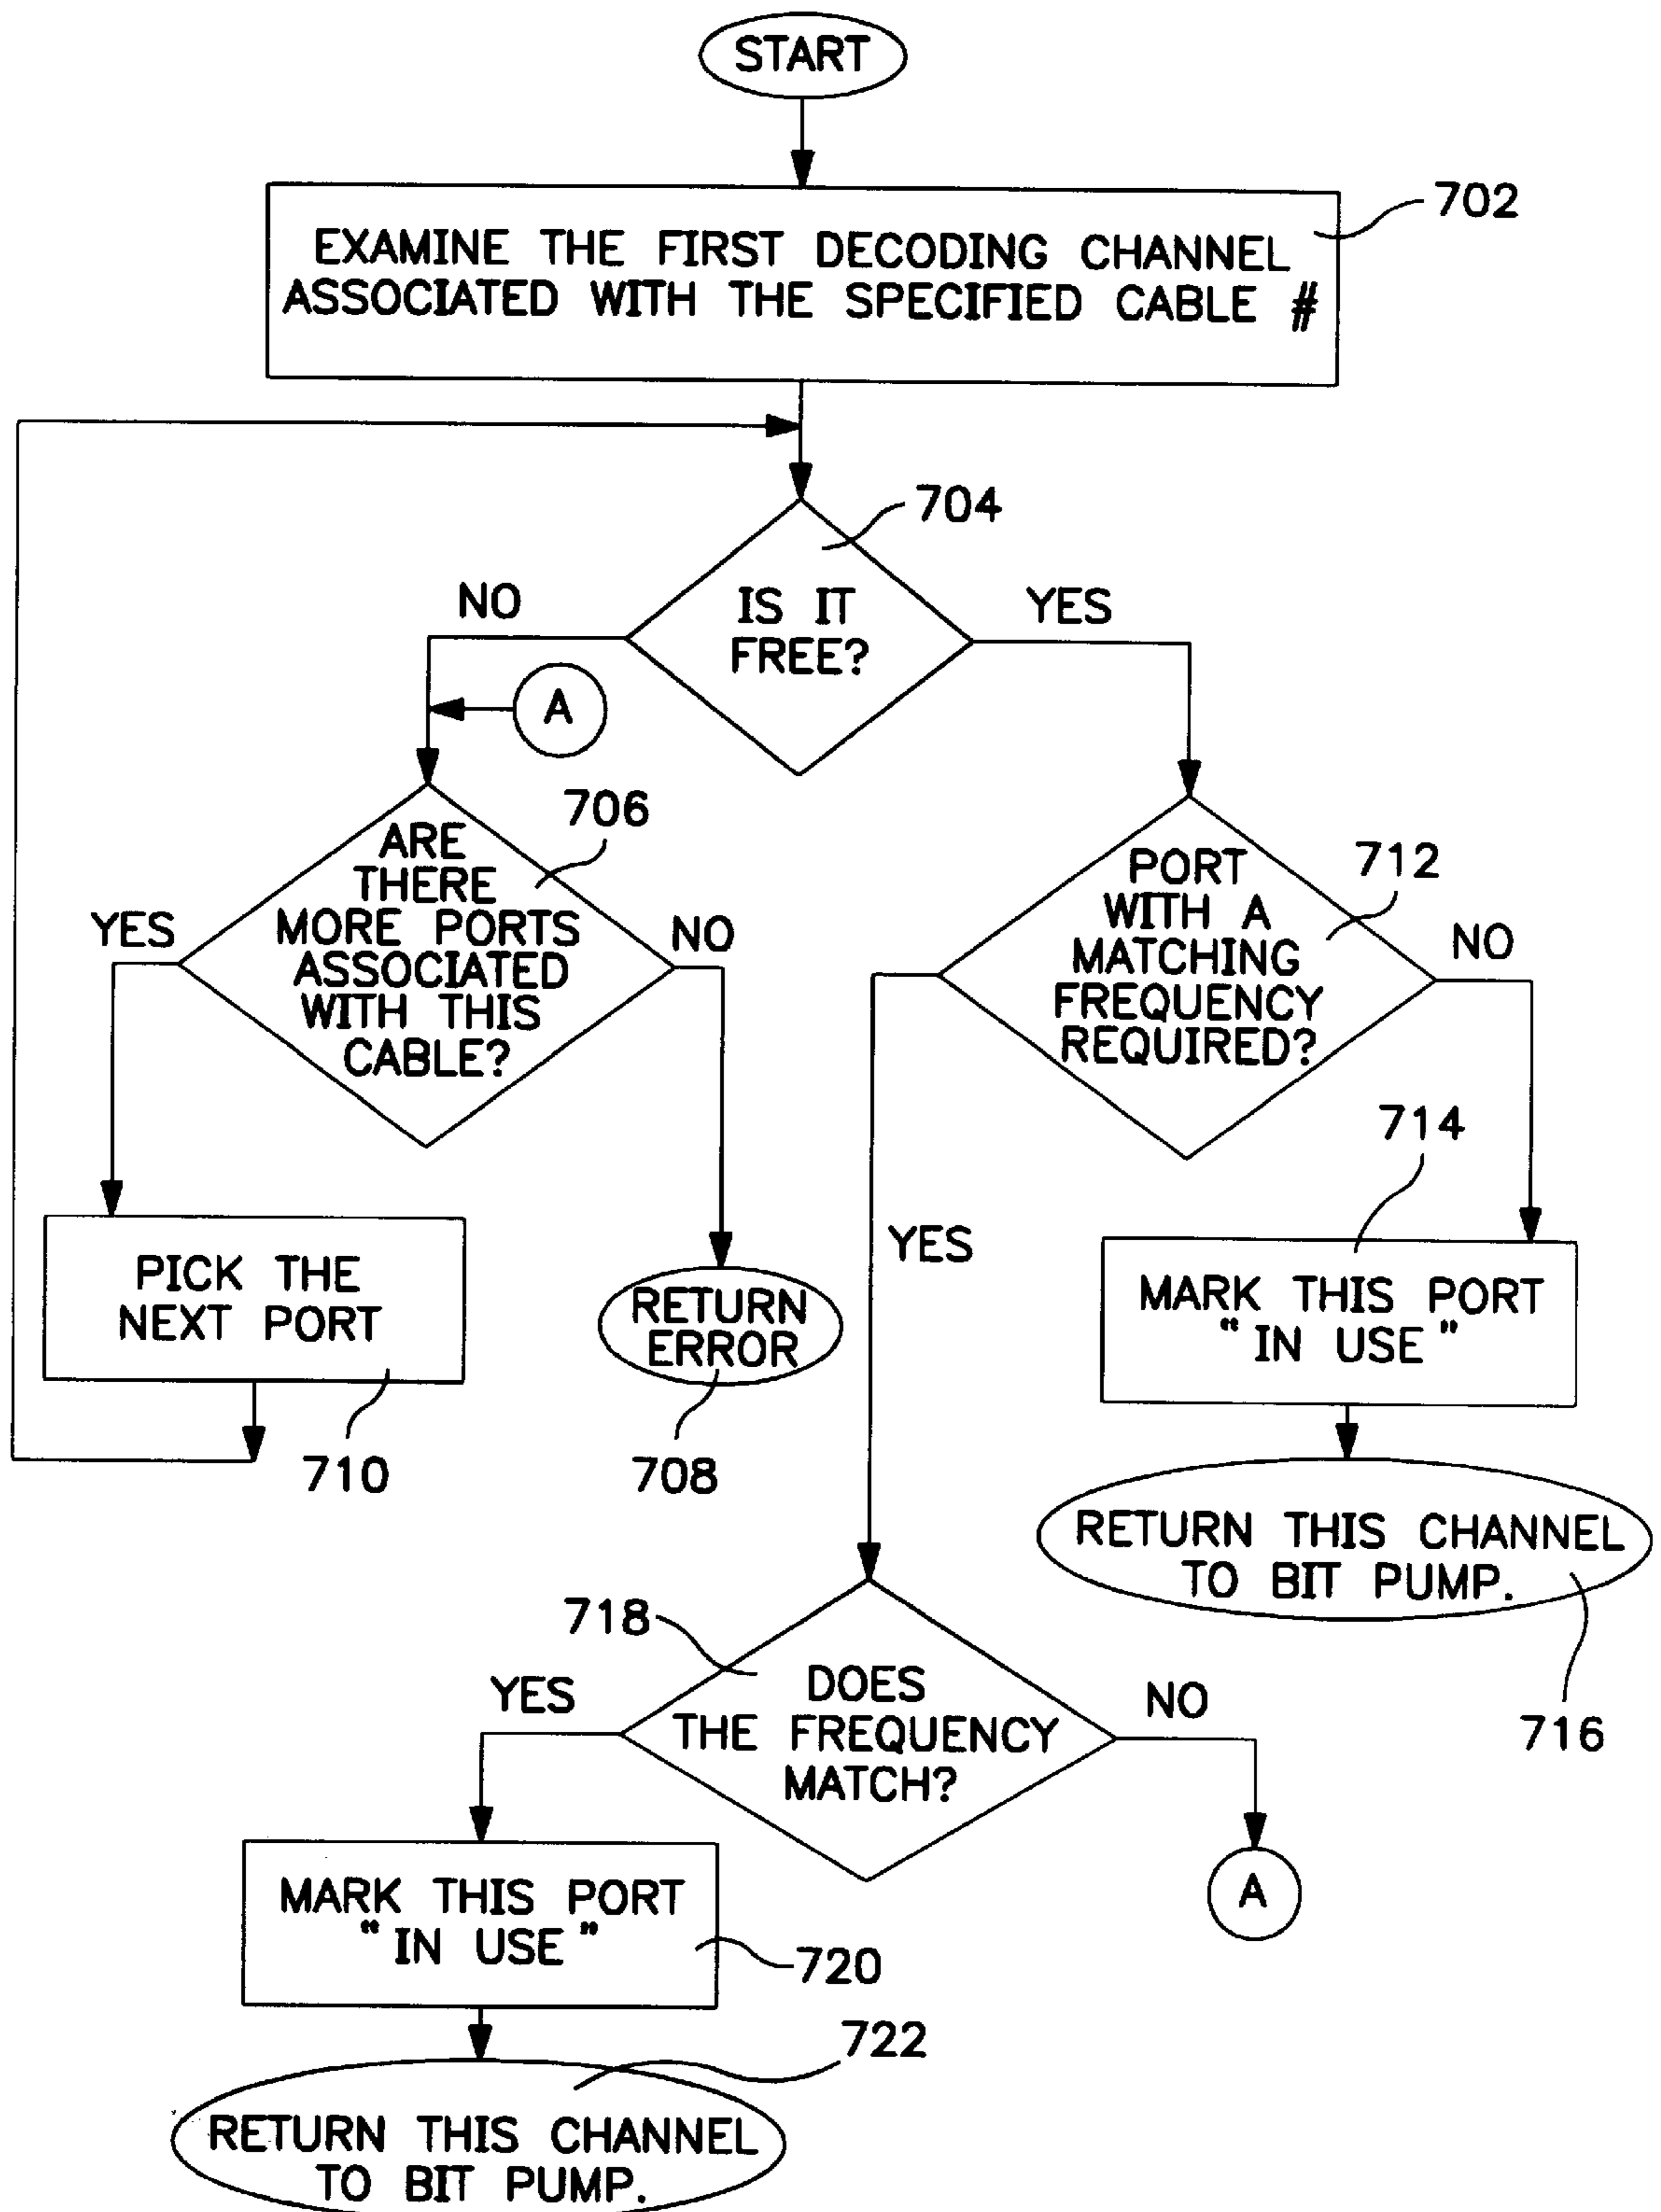 START
702
EXAMINE THE FIRST DECODING CHANNEL
ASSOCIATED WITH THE SPECIFIED CABLE #
704
NO
IS IT
FREE?
YES
A
706
ARE
THERE
MORE PORTS
ASSOCIATED
WITH THIS
CABLE?
YES
NO
712
PORT
WITH A
MATCHING
FREQUENCY
REQUIRED?
NO
714
YES
PICK THE
NEXT PORT
710
RETURN
ERROR
708
MARK THIS PORT
"IN USE"
RETURN THIS CHANNEL
TO BIT PUMP.
716
718
YES
DOES
THE FREQUENCY
MATCH?
NO
A
MARK THIS PORT
"IN USE"
720
722
RETURN THIS CHANNEL
TO BIT PUMP.